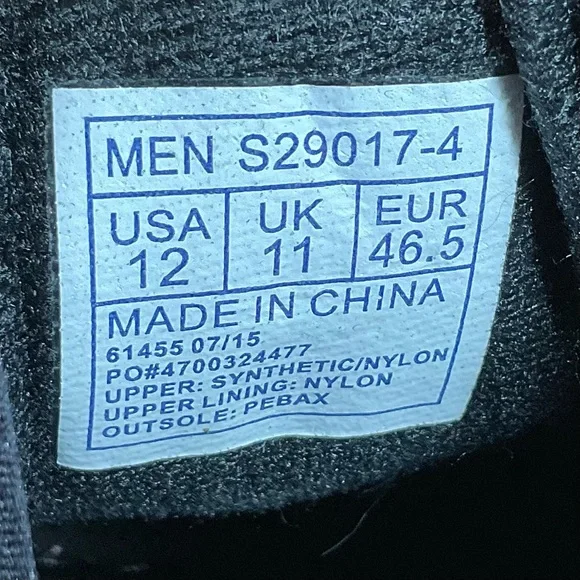 MEN S29017-4
USA UK EUR
12 11 46.5
MADE IN CHINA
61455 07/15
PO#4700324477
UPPER: SYNTHETIC/NYLON
UPPER LINING: NYLON
OUTSOLE: PEBAX